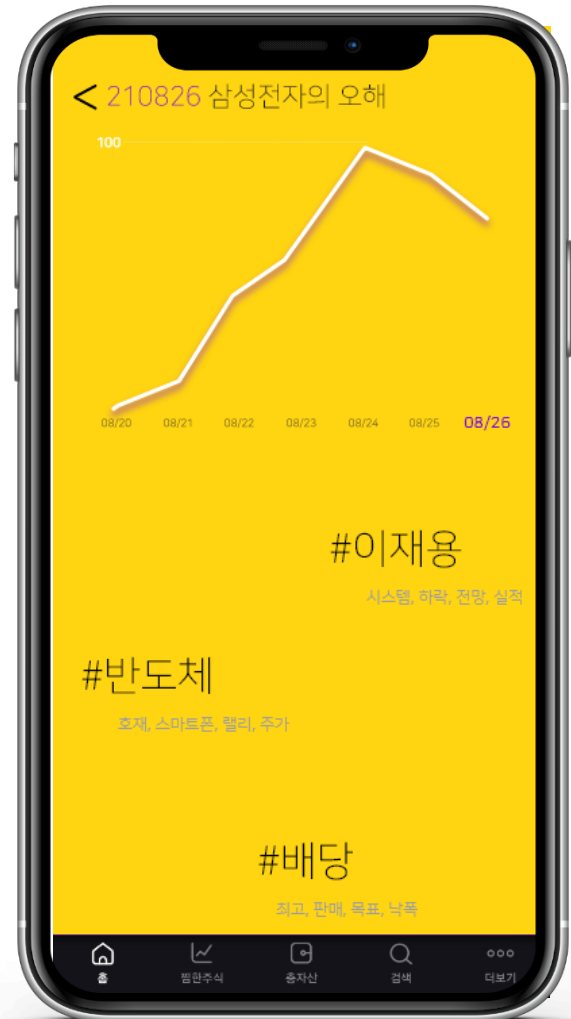 < 210826 삼성전자의 오해
100
08/20 08/21 08/22 08/23 08/24 08/25 08/26
#이재용
시스템, 하락, 전망, 실적
#반도체
호재, 스마트폰, 랠리, 주가
#배당
최고, 판매, 목표, 낙폭
홈 찜한주식 총자산 검색 더보기